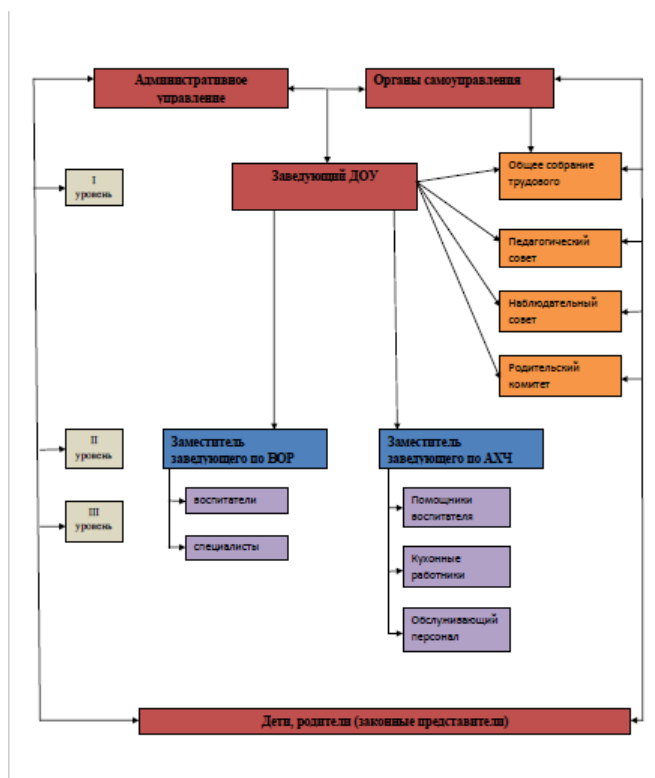 Административное
управление
Органы самоуправления
I
уровень
Заведующий ДОУ
Общее собрание
трудового
Педагогический
совет
Наблюдательный
совет
Родительский
комитет
II
уровень
Заместитель
заведующего по ВОР
Заместитель
заведующего по АХЧ
III
уровень
воспитатели
специалисты
Помощники
воспитателя
Кухонные
работники
Обслуживающий
персонал
Дети, родители (законные представители)